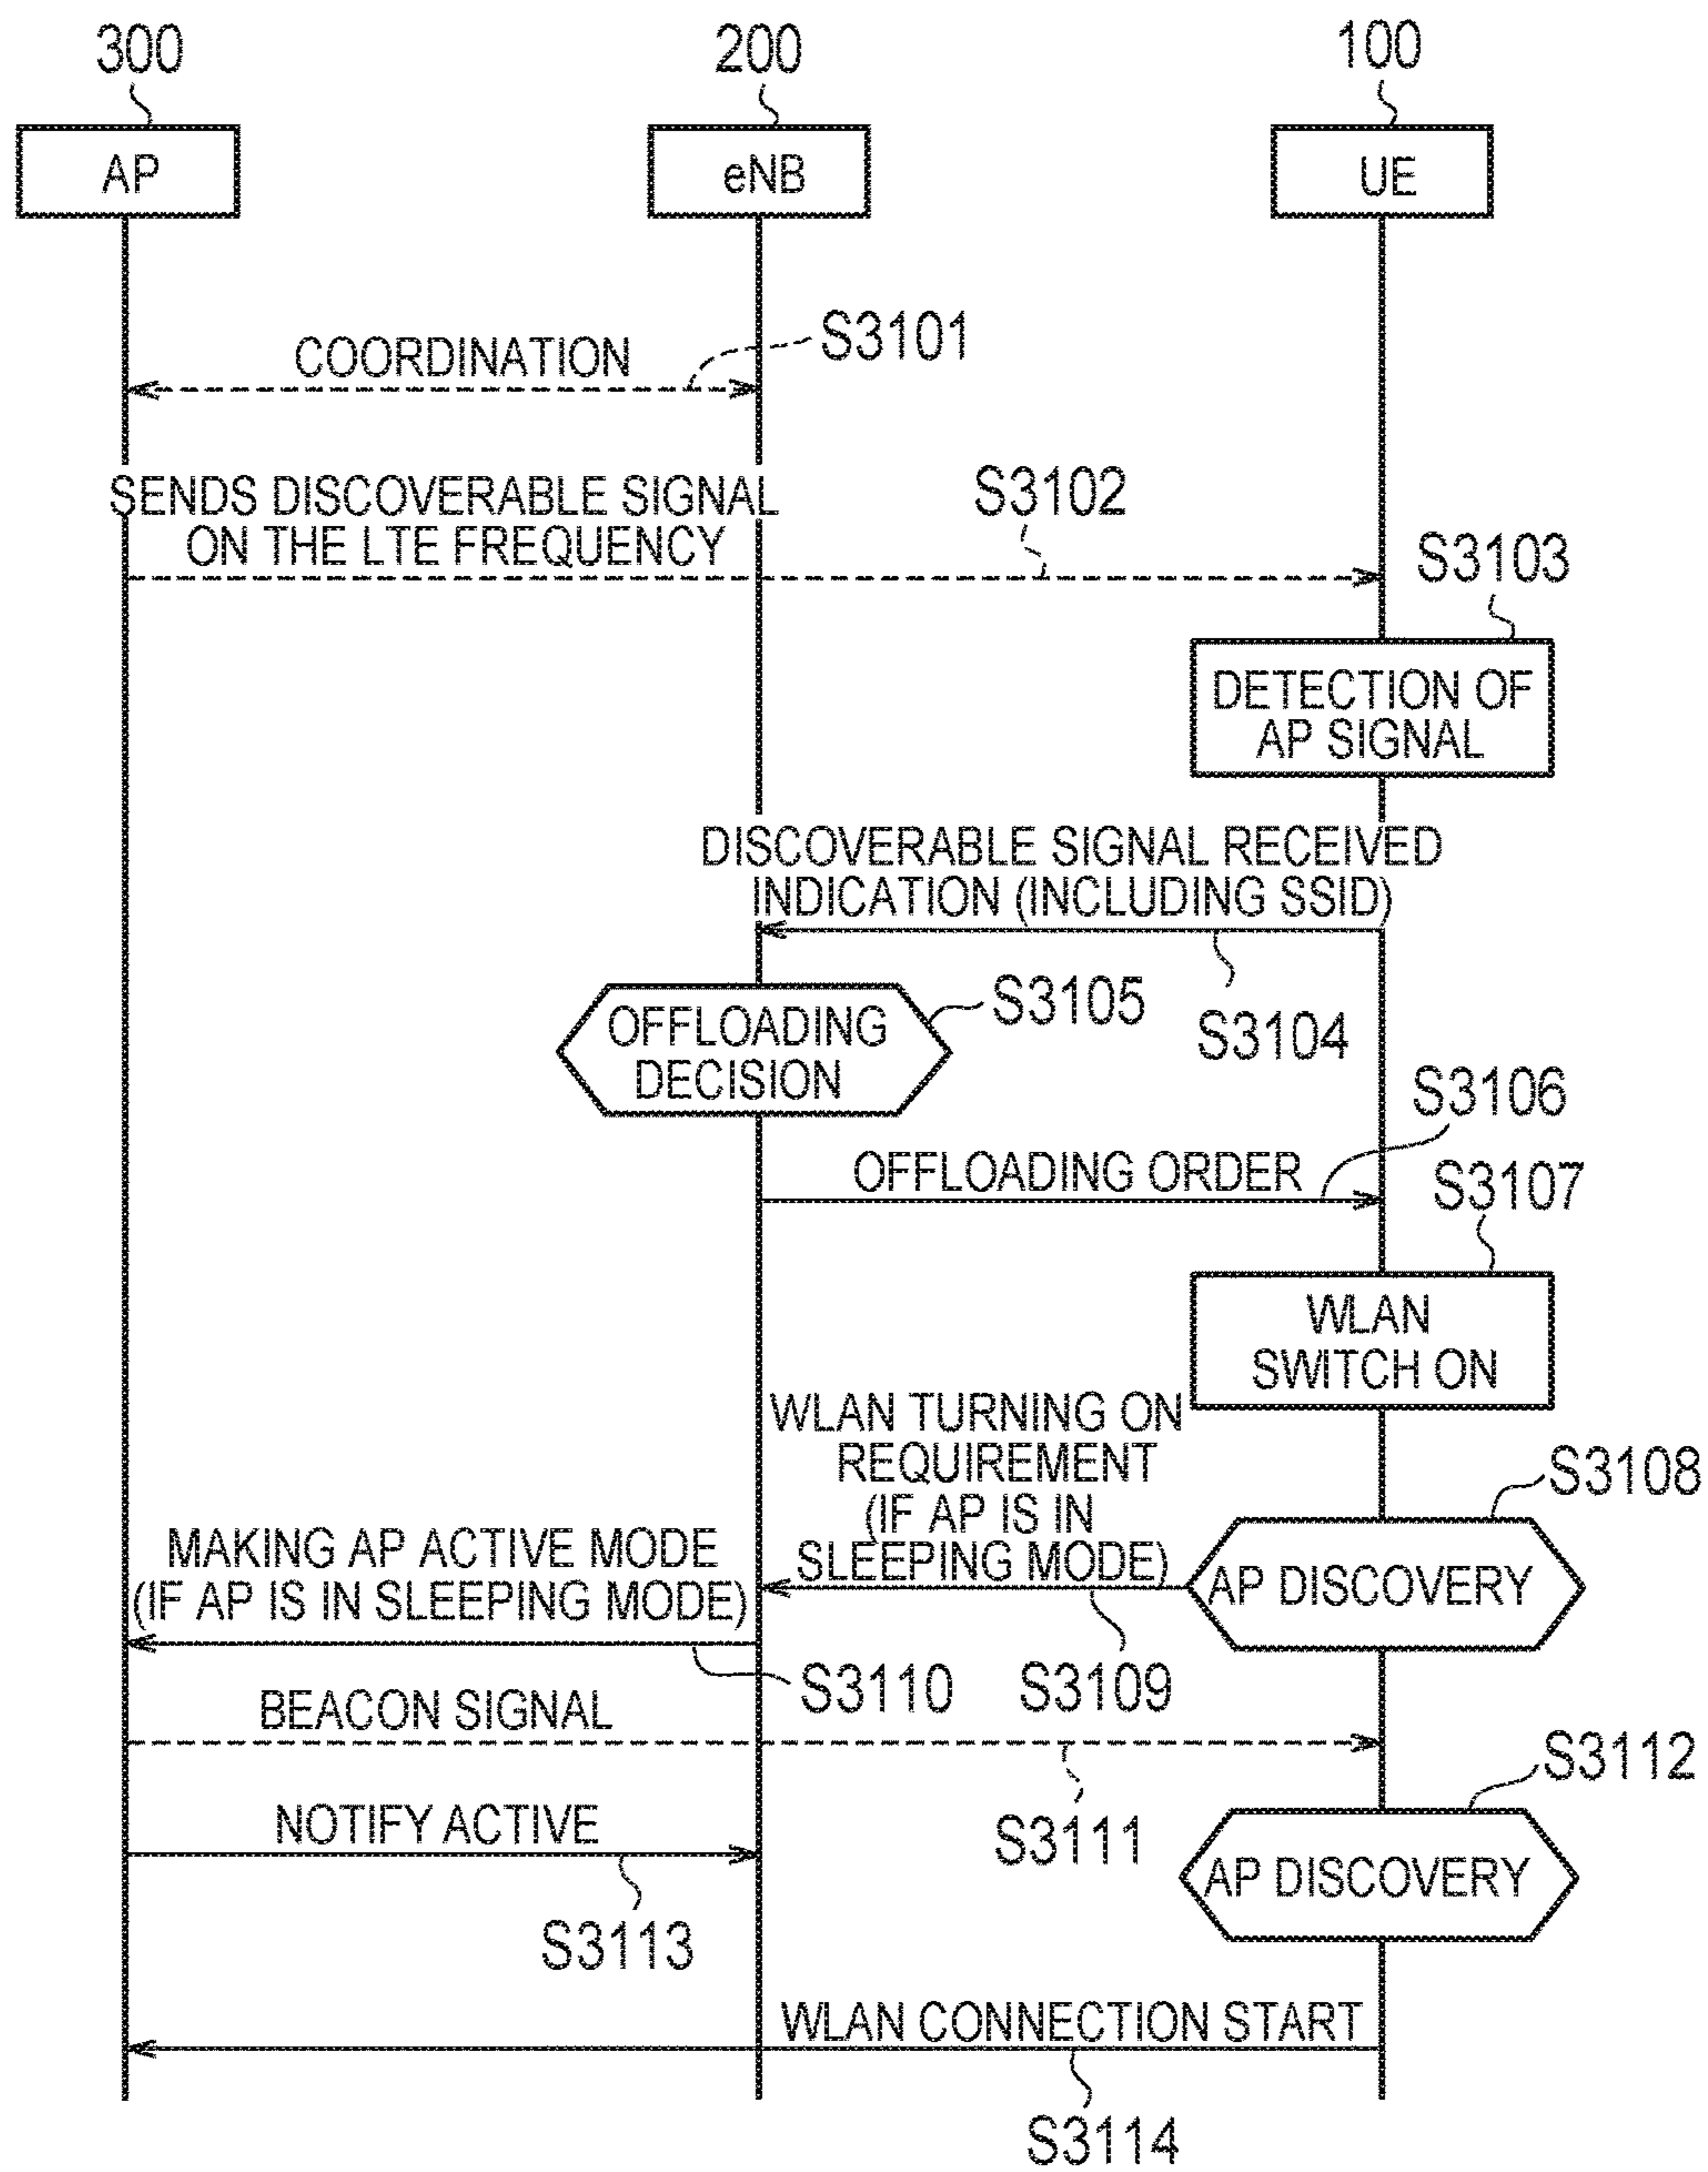 300
200
100
AP
eNB
UE
COORDINATION
S3101
SENDS DISCOVERABLE SIGNAL
ON THE LTE FREQUENCY
S3102
S3103
DETECTION OF
AP SIGNAL
DISCOVERABLE SIGNAL RECEIVED
INDICATION (INCLUDING SSID)
S3104
OFFLOADING
DECISION
S3105
OFFLOADING ORDER
S3106
S3107
WLAN
SWITCH ON
S3108
AP DISCOVERY
WLAN TURNING ON
REQUIREMENT
(IF AP IS IN
SLEEPING MODE)
S3109
MAKING AP ACTIVE MODE
(IF AP IS IN SLEEPING MODE)
S3110
BEACON SIGNAL
S3111
S3112
AP DISCOVERY
NOTIFY ACTIVE
S3113
WLAN CONNECTION START
S3114